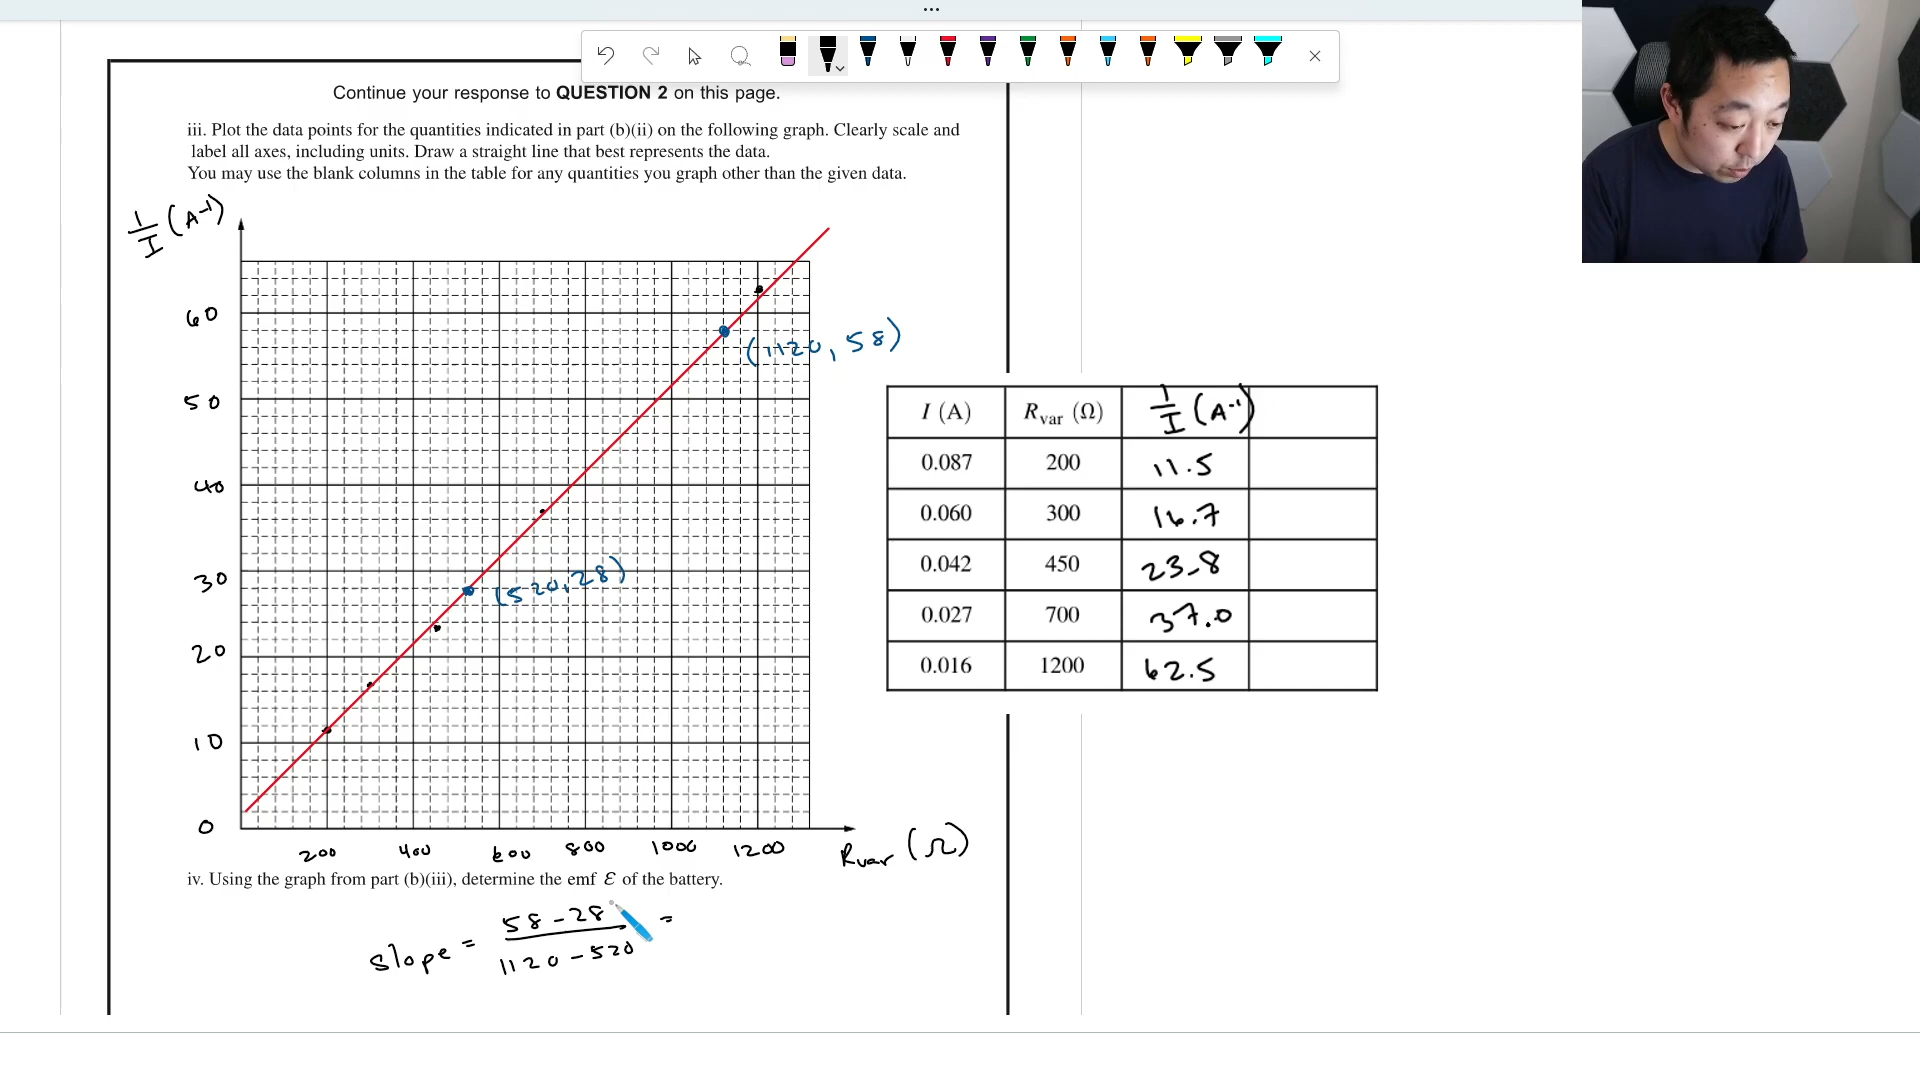 Continue your response to QUESTION 2 on this page.
iii. Plot the data points for the quantities indicated in part (b)(ii) on the following graph. Clearly scale and
label all axes, including units. Draw a straight line that best represents the data.
You may use the blank columns in the table for any quantities you graph other than the given data.
1/I (A⁻¹)
60
50
40
30
20
10
0
200 400 600 800 1000 1200
Rvar (Ω)
(1120, 58)
(520, 28)
I (A) Rvar (Ω) 1/I (A⁻¹)
0.087 200 11.5
0.060 300 16.7
0.042 450 23.8
0.027 700 37.0
0.016 1200 62.5
iv. Using the graph from part (b)(iii), determine the emf ℰ of the battery.
slope = 58 - 28 / 1120 - 520 =